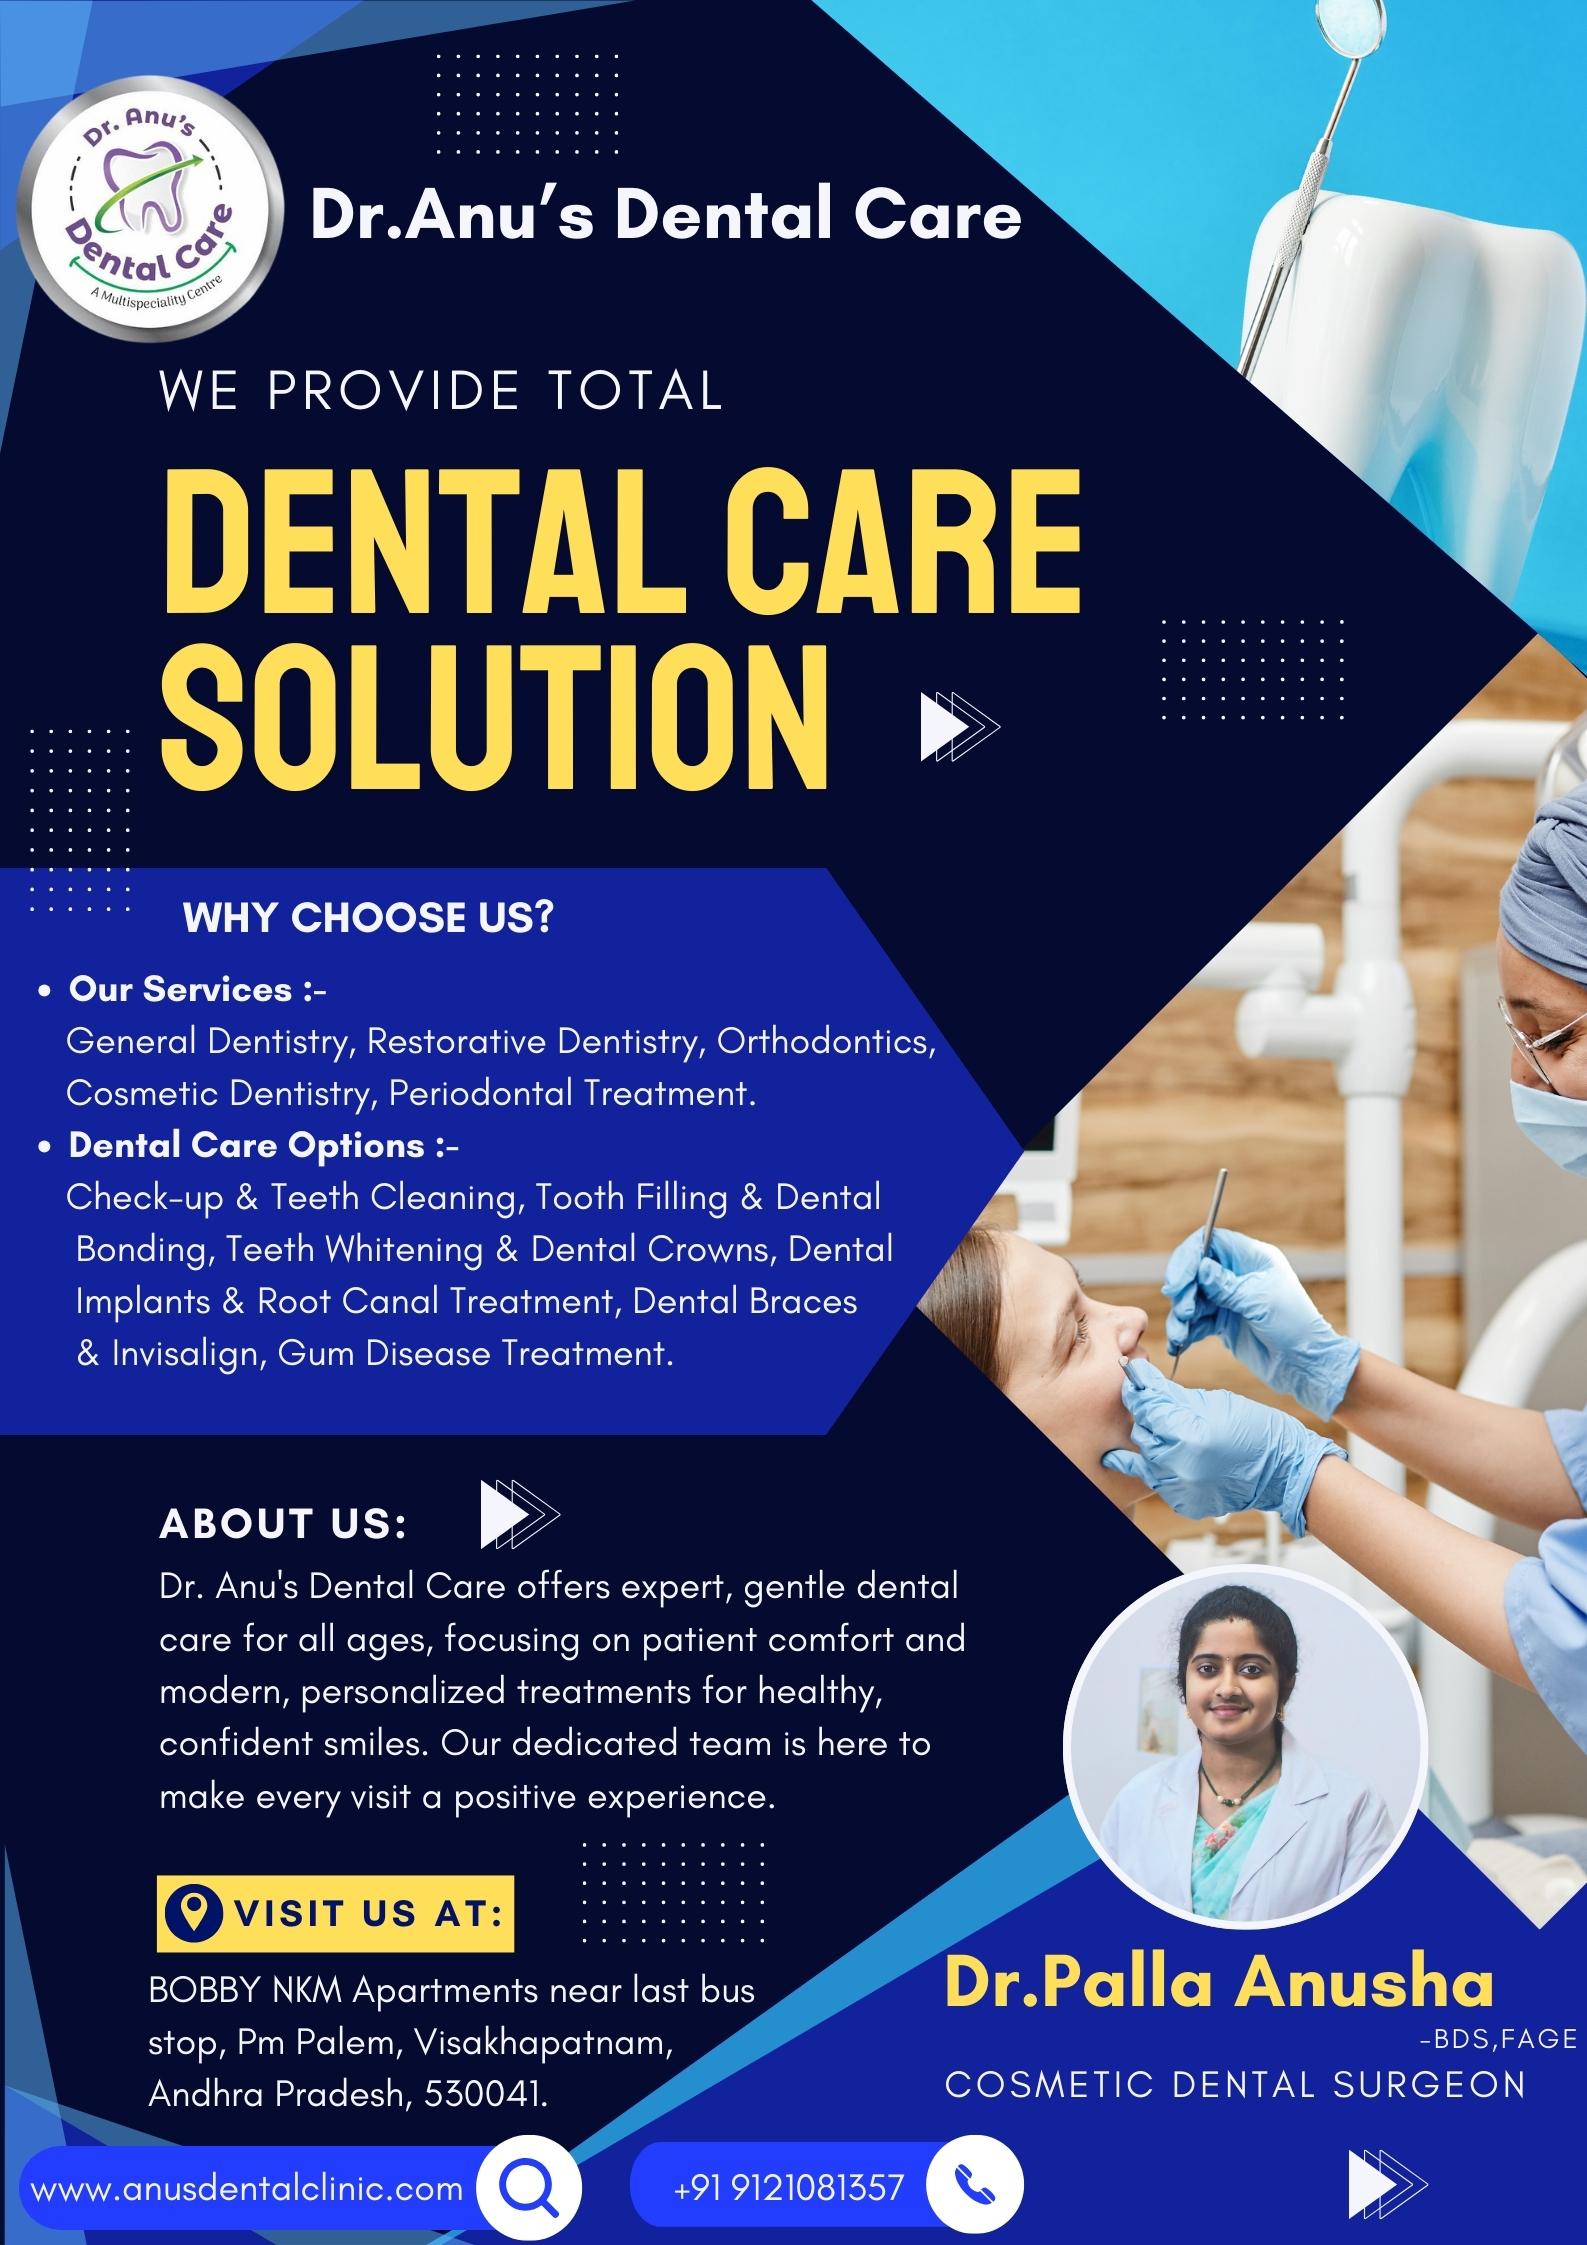 Dr. Anu's
Dental Care
A Multispeciality Centre
Dr.Anu’s Dental Care
WE PROVIDE TOTAL
DENTAL CARE
SOLUTION
WHY CHOOSE US?
• Our Services :-
General Dentistry, Restorative Dentistry, Orthodontics,
Cosmetic Dentistry, Periodontal Treatment.
• Dental Care Options :-
Check-up & Teeth Cleaning, Tooth Filling & Dental
Bonding, Teeth Whitening & Dental Crowns, Dental
Implants & Root Canal Treatment, Dental Braces
& Invisalign, Gum Disease Treatment.
ABOUT US:
Dr. Anu's Dental Care offers expert, gentle dental
care for all ages, focusing on patient comfort and
modern, personalized treatments for healthy,
confident smiles. Our dedicated team is here to
make every visit a positive experience.
VISIT US AT:
BOBBY NKM Apartments near last bus
stop, Pm Palem, Visakhapatnam,
Andhra Pradesh, 530041.
Dr.Palla Anusha
-BDS,FAGE
COSMETIC DENTAL SURGEON
www.anusdentalclinic.com
+91 9121081357